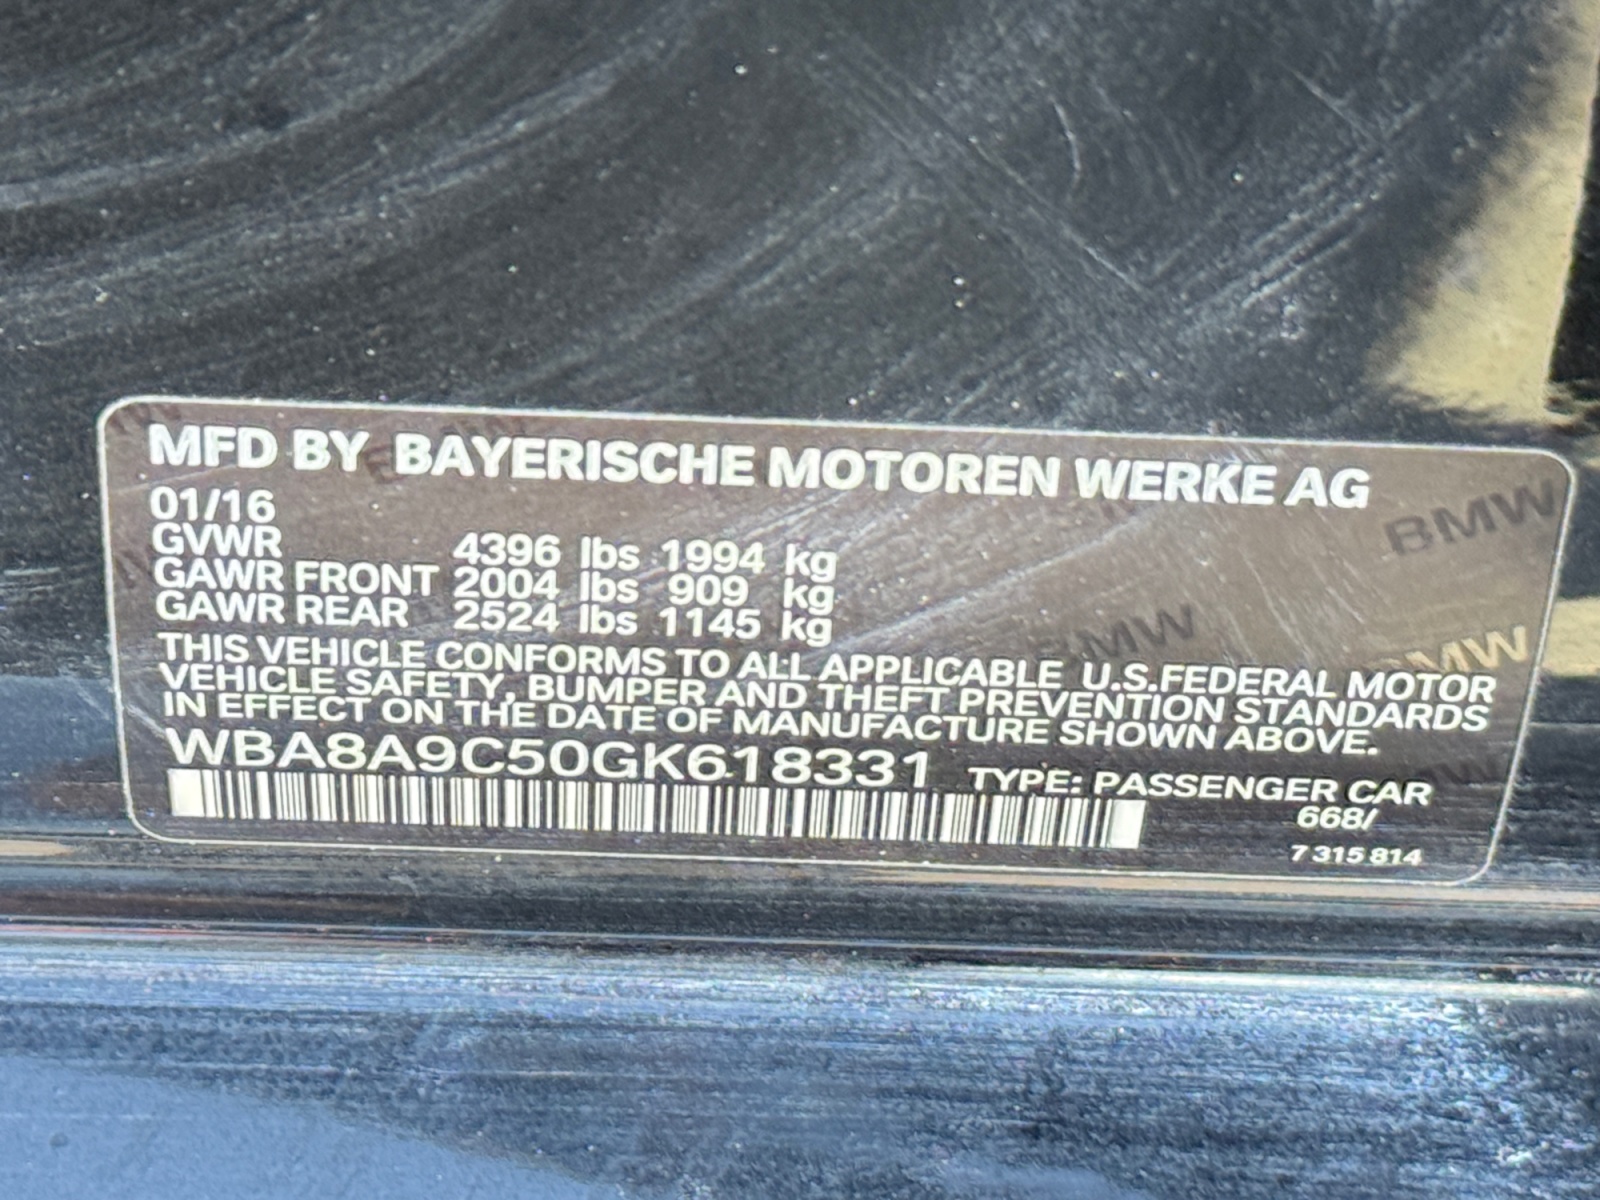 MFD BY BAYERISCHE MOTOREN WERKE AG
01/16
GVWR 4396 lbs 1994 kg
GAWR FRONT 2004 lbs 909 kg
GAWR REAR 2524 lbs 1145 kg
THIS VEHICLE CONFORMS TO ALL APPLICABLE U.S.FEDERAL MOTOR
VEHICLE SAFETY, BUMPER AND THEFT PREVENTION STANDARDS
IN EFFECT ON THE DATE OF MANUFACTURE SHOWN ABOVE.
WBA8A9C50GK618331 TYPE: PASSENGER CAR
668/
7 315 814
BMW
BMW
BMW